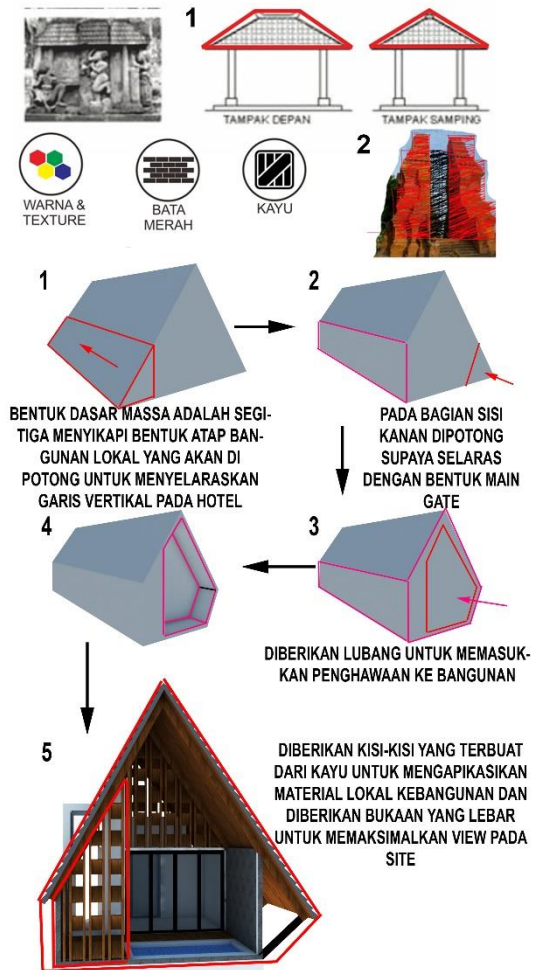 1
TAMPAK DEPAN
TAMPAK SAMPING
2
WARNA &
TEXTURE
BATA
MERAH
KAYU
1
2
BENTUK DASAR MASSA ADALAH SEGI-
TIGA MENYIKAPI BENTUK ATAP BAN-
GUNAN LOKAL YANG AKAN DI
POTONG UNTUK MENYELARASKAN
GARIS VERTIKAL PADA HOTEL
PADA BAGIAN SISI
KANAN DIPOTONG
SUPAYA SELARAS
DENGAN BENTUK MAIN
GATE
4
3
DIBERIKAN LUBANG UNTUK MEMASUK-
KAN PENGHAWAAN KE BANGUNAN
5
DIBERIKAN KISI-KISI YANG TERBUAT
DARI KAYU UNTUK MENGAPIKASIKAN
MATERIAL LOKAL KEBANGUNAN DAN
DIBERIKAN BUKAAN YANG LEBAR
UNTUK MEMAKSIMALKAN VIEW PADA
SITE